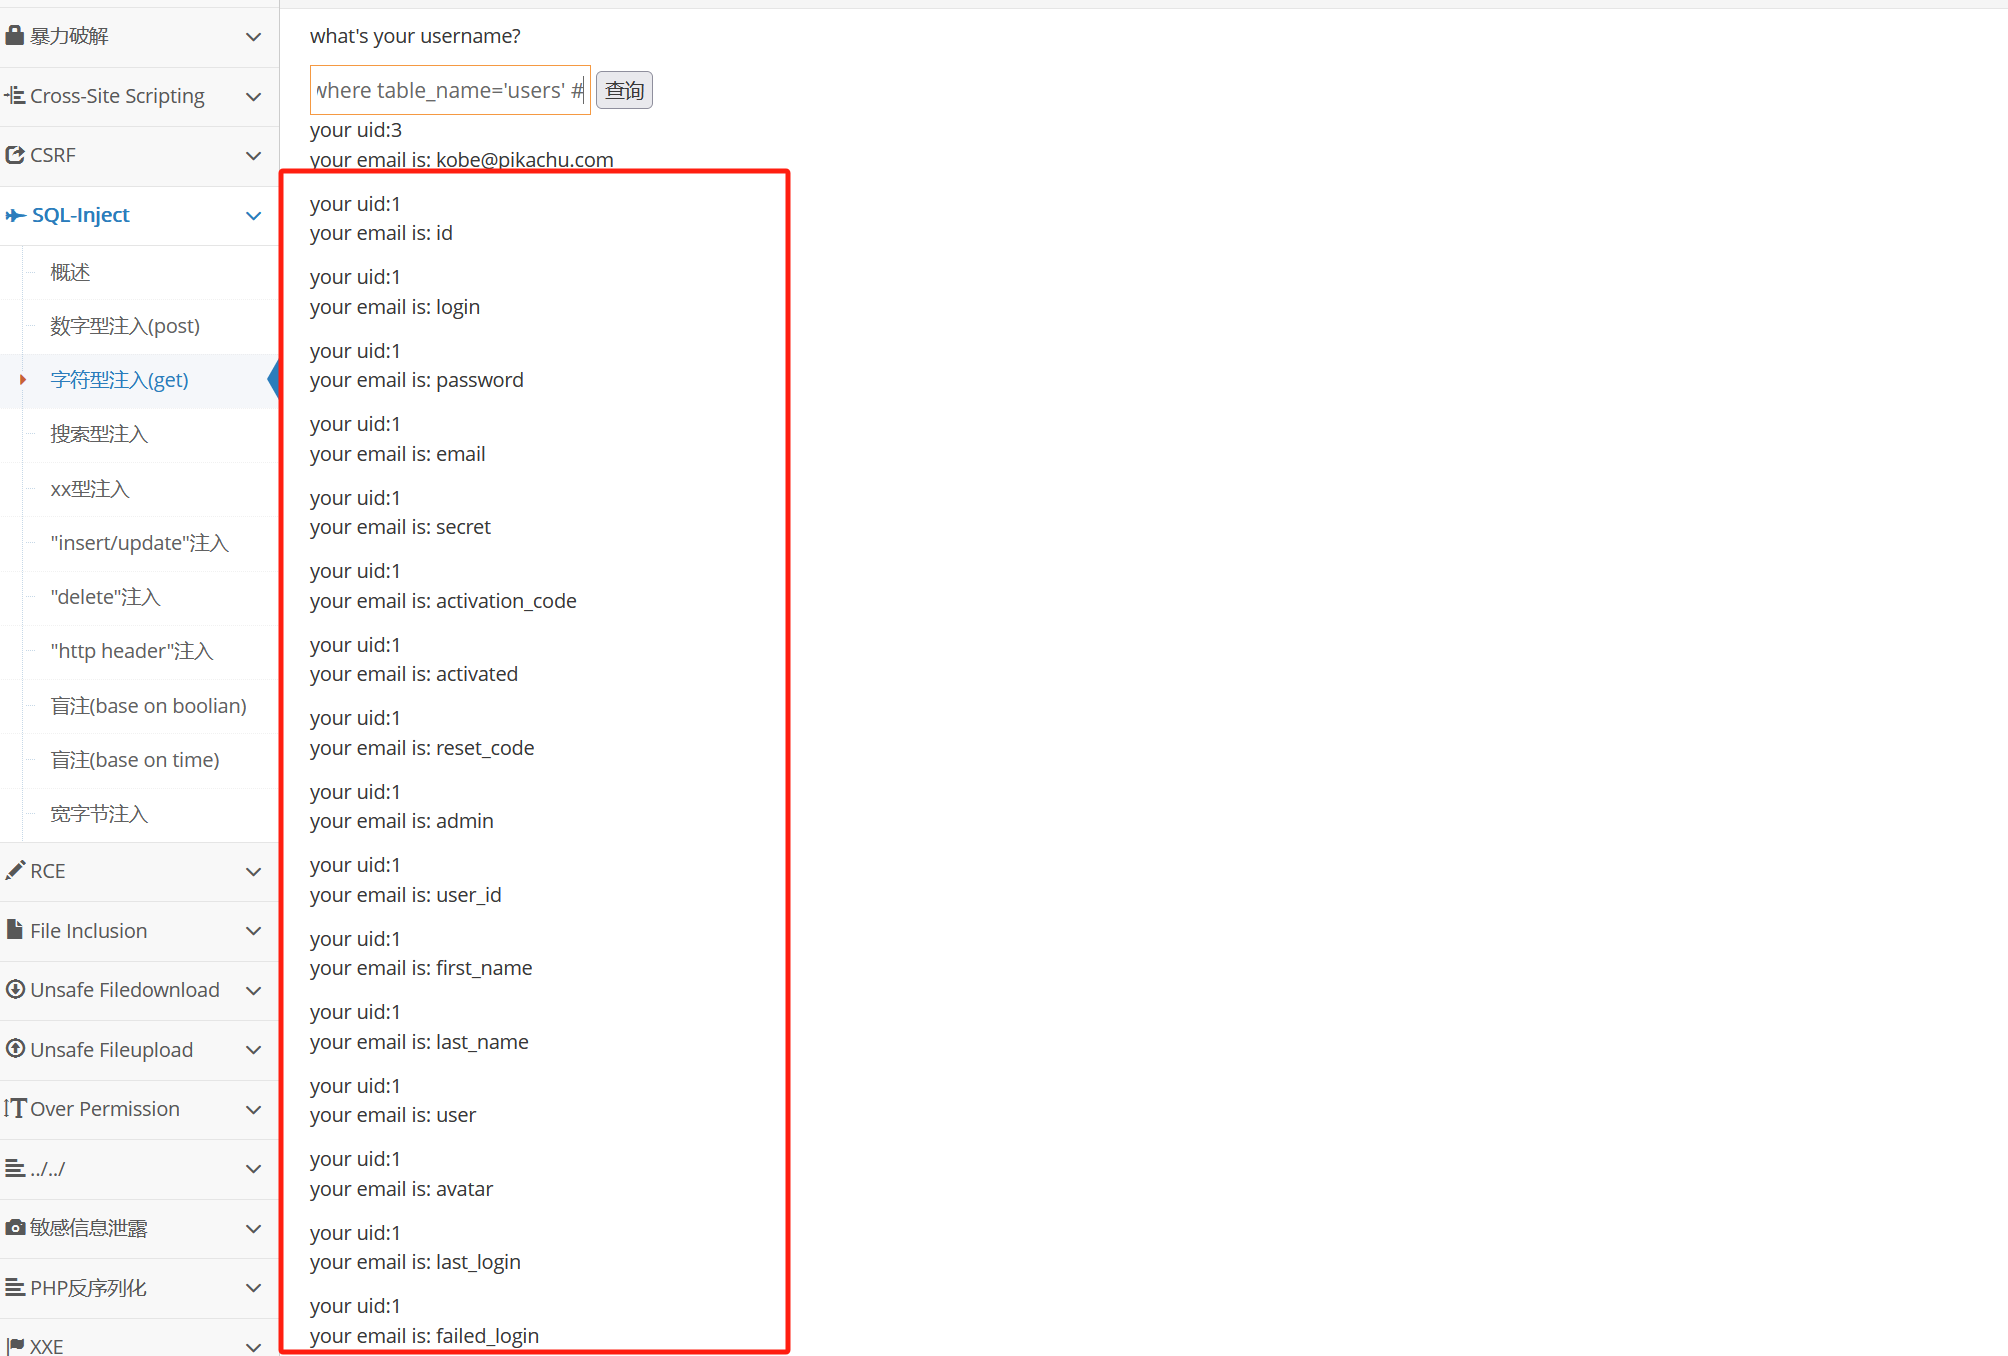 暴力破解
Cross-Site Scripting
CSRF
SQL-Inject
概述
数字型注入(post)
字符型注入(get)
搜索型注入
xx型注入
"insert/update"注入
"delete"注入
"http header"注入
盲注(base on boolian)
盲注(base on time)
宽字节注入
RCE
File Inclusion
Unsafe Filedownload
Unsafe Fileupload
Over Permission
../../
敏感信息泄露
PHP反序列化
XXE
what's your username?
where table_name='users' # 查询
your uid:3
your email is: kobe@pikachu.com
your uid:1
your email is: id
your uid:1
your email is: login
your uid:1
your email is: password
your uid:1
your email is: email
your uid:1
your email is: secret
your uid:1
your email is: activation_code
your uid:1
your email is: activated
your uid:1
your email is: reset_code
your uid:1
your email is: admin
your uid:1
your email is: user_id
your uid:1
your email is: first_name
your uid:1
your email is: last_name
your uid:1
your email is: user
your uid:1
your email is: avatar
your uid:1
your email is: last_login
your uid:1
your email is: failed_login